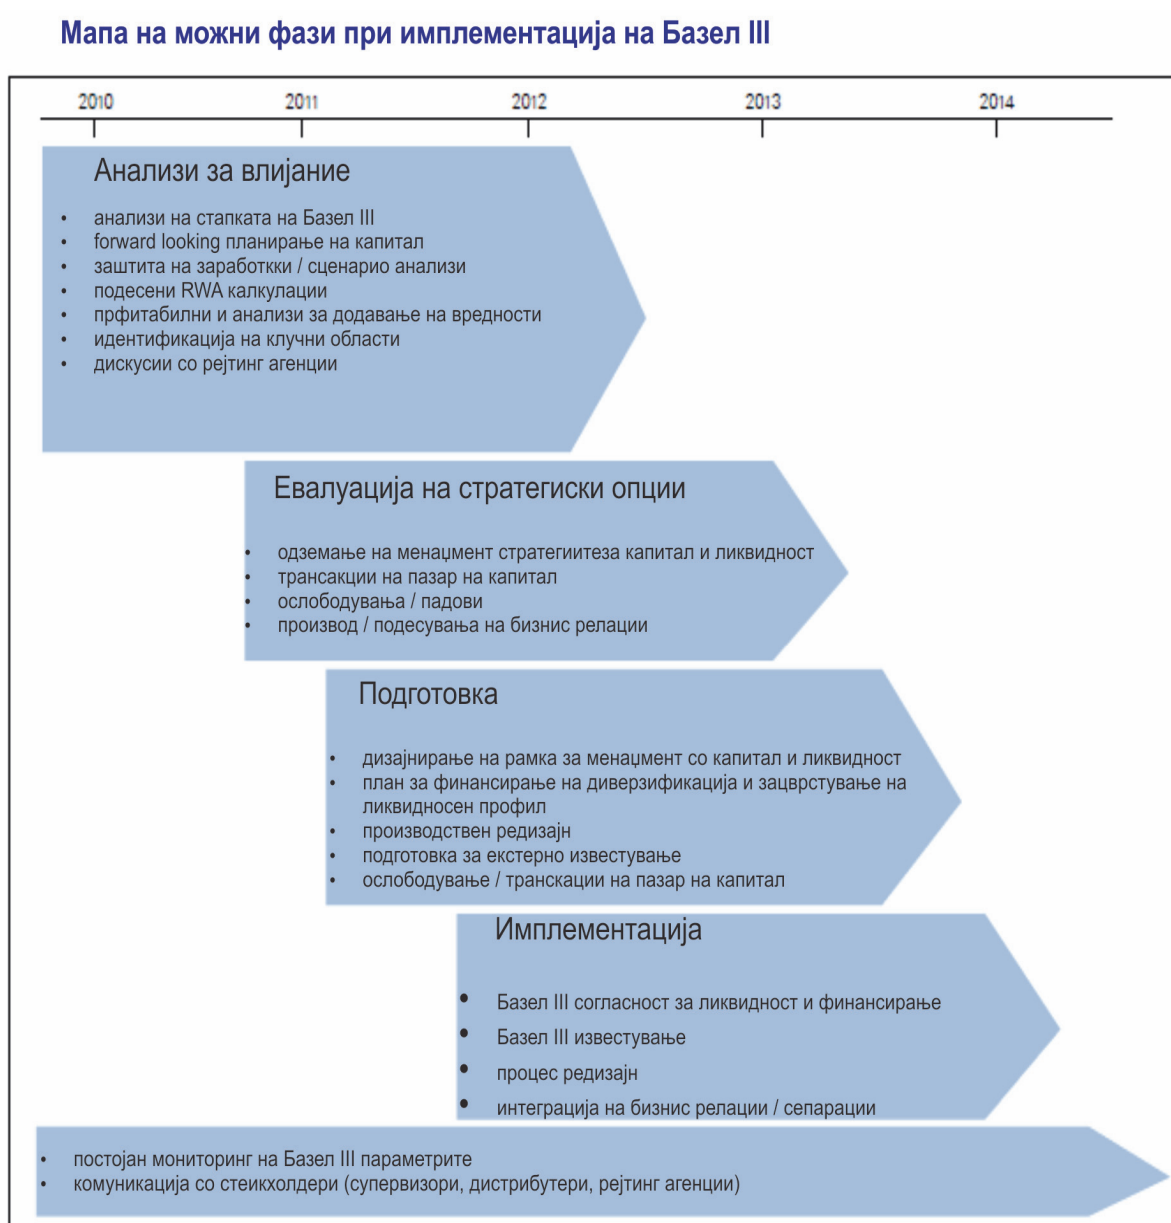 Мапа на можни фази при имплементација на Базел III
2010 2011 2012 2013 2014
Анализи за влијание
• анализи на стапката на Базел III
• forward looking планирање на капитал
• заштита на заработкки / сценарио анализи
• подесени RWA калкулации
• прфитабилни и анализи за додавање на вредности
• идентификација на клучни области
• дискусии со рејтинг агенции
Евалуација на стратегиски опции
• одземање на менаџмент стратегиитеза капитал и ликвидност
• трансакции на пазар на капитал
• ослободувања / падови
• производ / подесувања на бизнис релации
Подготовка
• дизајнирање на рамка за менаџмент со капитал и ликвидност
• план за финансирање на диверзификација и зацврстување на
ликвидносен профил
• производствен редизајн
• подготовка за екстерно известување
• ослободување / транскации на пазар на капитал
Имплементација
• Базел III согласност за ликвидност и финансирање
• Базел III известување
• процес редизајн
• интеграција на бизнис релации / сепарации
• постојан мониторинг на Базел III параметрите
• комуникација со стеикхолдери (супервизори, дистрибутери, рејтинг агенции)